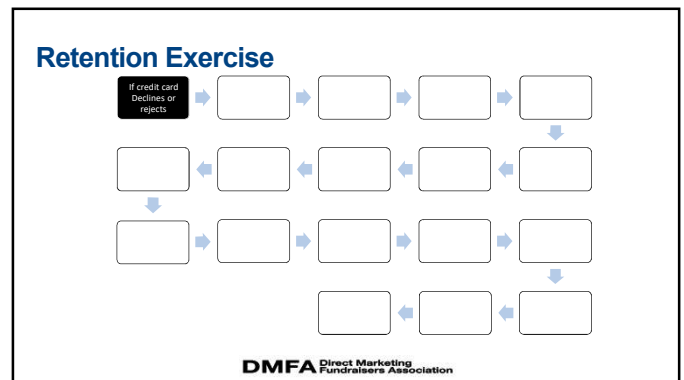 Retention Exercise
If credit card
Declines or
rejects
DMFA Direct Marketing
Fundraisers Association